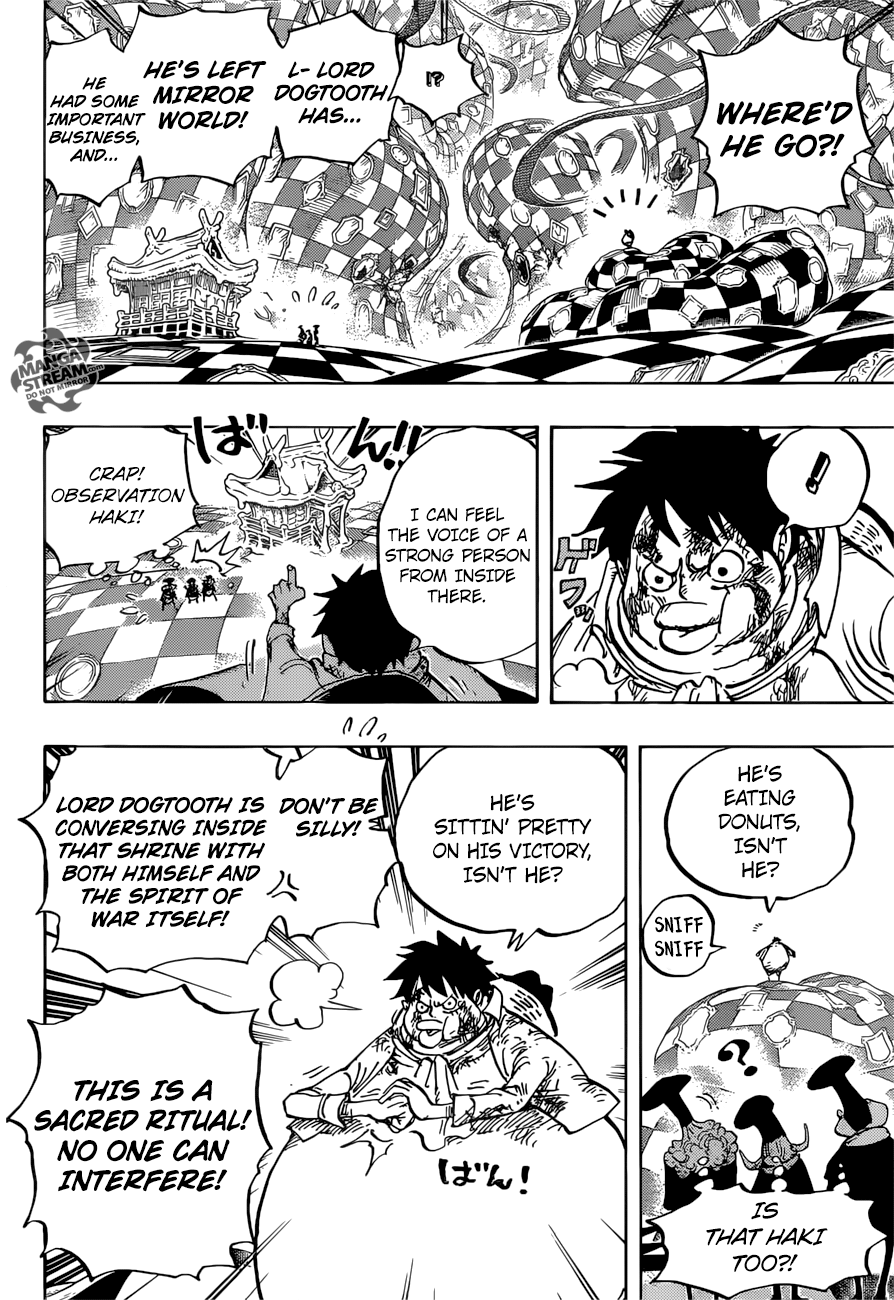 WHERE'D
HE GO?!
!?
L- LORD
DOGTOOTH
HAS...
HE'S LEFT
MIRROR
WORLD!
HE
HAD SOME
IMPORTANT
BUSINESS,
AND...
MANGA
STREAM.com
DO NOT MIRROR
!
ドドン
I CAN FEEL
THE VOICE OF A
STRONG PERSON
FROM INSIDE
THERE.
ばん!!
CRAP!
OBSERVATION
HAKI!
HE'S
EATING
DONUTS,
ISN'T
HE?
SNIFF
SNIFF
?
IS
THAT HAKI
TOO?!
HE'S
SITTIN' PRETTY
ON HIS VICTORY,
ISN'T HE?
ばん!
DON'T BE
SILLY!
LORD DOGTOOTH IS
CONVERSING INSIDE
THAT SHRINE WITH
BOTH HIMSELF AND
THE SPIRIT OF
WAR ITSELF!
THIS IS A
SACRED RITUAL!
NO ONE CAN
INTERFERE!